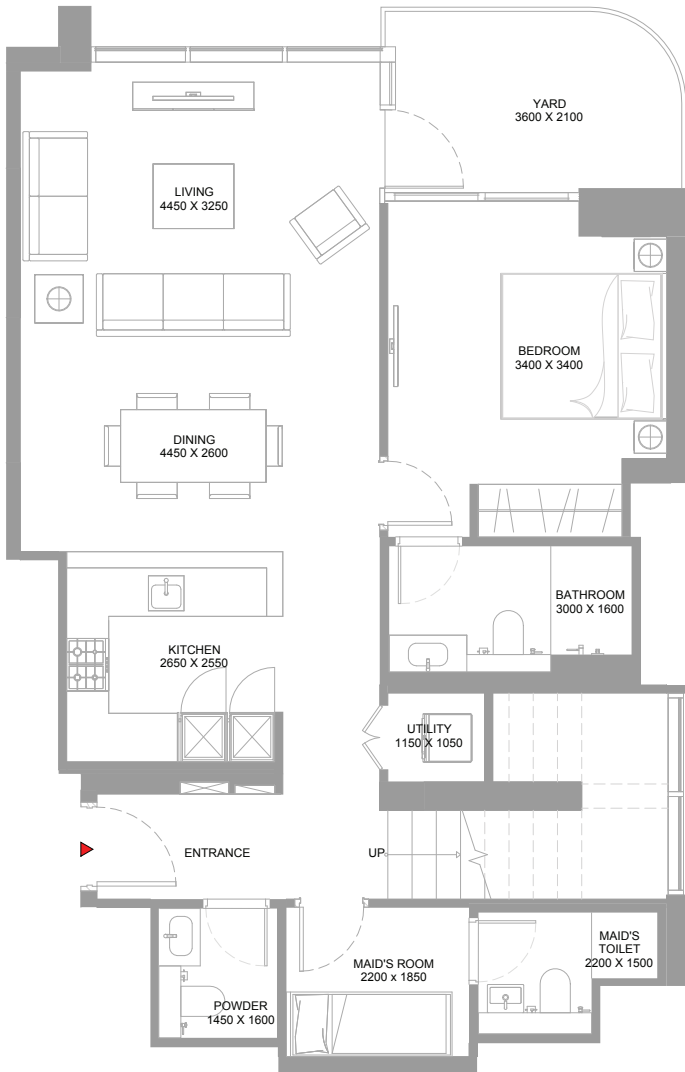 YARD
3600 X 2100
LIVING
4450 X 3250
BEDROOM
3400 X 3400
DINING
4450 X 2600
BATHROOM
3000 X 1600
KITCHEN
2650 X 2550
UTILITY
1150 X 1050
ENTRANCE
UP
MAID'S
TOILET
2200 X 1500
MAID'S ROOM
2200 x 1850
POWDER
1450 X 1600